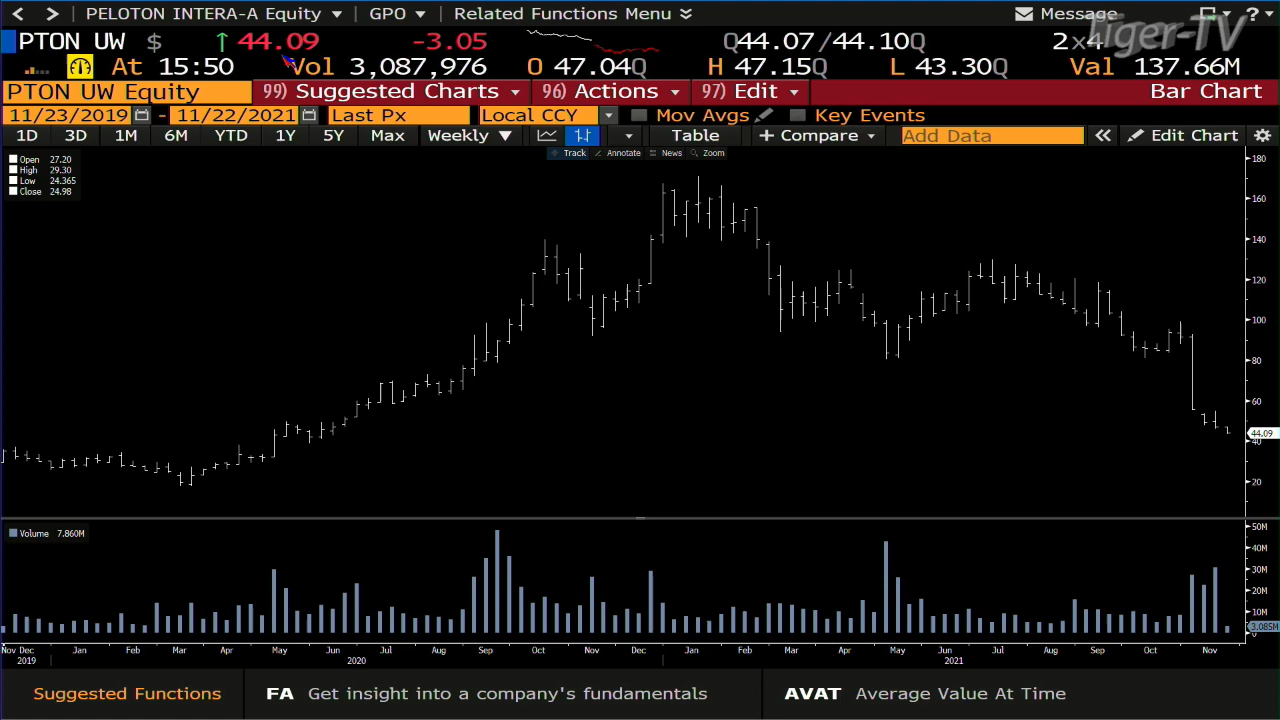 PELOTON INTERA-A Equity GPO Related Functions Menu Message ?
Tiger-TV
PTON UW $ ↑ 44.09 -3.05 Q44.07/44.10Q 2×4
At 15:50 Vol 3,087,976 O 47.04Q H 47.15Q L 43.30Q Val 137.66M
PTON UW Equity 99) Suggested Charts 96) Actions 97) Edit Bar Chart
11/23/2019 - 11/22/2021 Last Px Local CCY Mov Avgs Key Events
1D 3D 1M 6M YTD 1Y 5Y Max Weekly ▼ Table + Compare Add Data « Edit Chart
Track Annotate News Zoom
Open 27.20
High 29.30
Low 24.365
Close 24.98
180
160
140
120
100
80
60
44.09
40
20
Volume 7.860M
50M
40M
30M
20M
10M
3.085M
0
Nov Dec Jan Feb Mar Apr May Jun Jul Aug Sep Oct Nov Dec Jan Feb Mar Apr May Jun Jul Aug Sep Oct Nov
2019 2020 2021
Suggested Functions FA Get insight into a company's fundamentals AVAT Average Value At Time